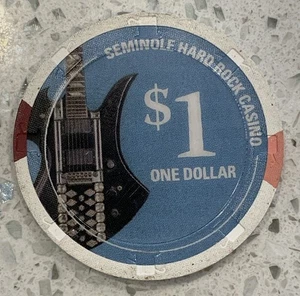 SEMINOLE HARD ROCK CASINO
$1
ONE DOLLAR